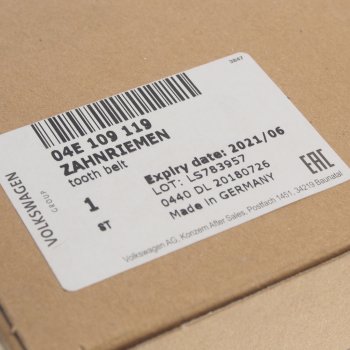 3847
04E 109 119
ZAHNRIEMEN
tooth belt
VOLKSWAGEN
GROUP
1
ST
Expiry date: 2021/06
LOT: LS783957
0440 DL 20180726
Made in GERMANY
EAC
Volkswagen AG, Konzern After Sales, Postfach 1451, 34219 Baunatal